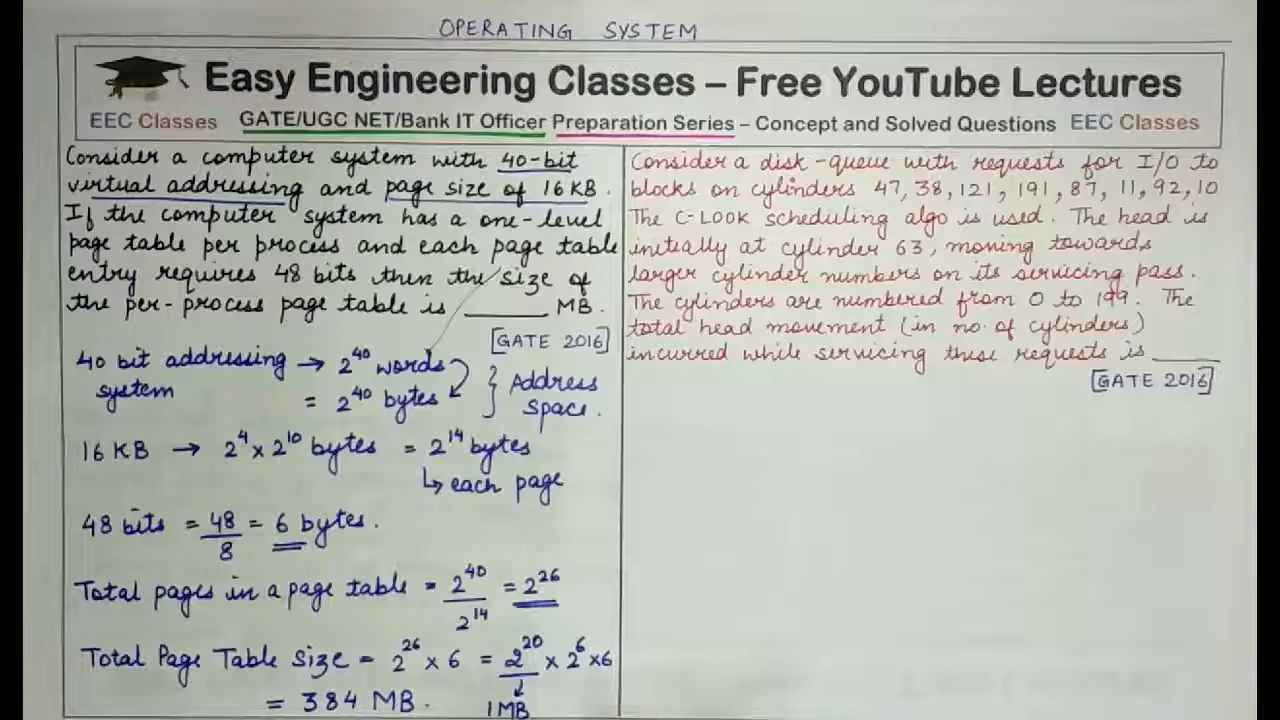 OPERATING SYSTEM
Easy Engineering Classes – Free YouTube Lectures
EEC Classes GATE/UGC NET/Bank IT Officer Preparation Series – Concept and Solved Questions EEC Classes
Consider a computer system with 40-bit
virtual addressing and page size of 16 KB.
If the computer system has a one-level
page table per process and each page table
entry requires 48 bits then the size of
the per-process page table is ______ MB.
[GATE 2016]
40 bit addressing → 2^40 words
system = 2^40 bytes } Address
space.
16 KB → 2^4 × 2^10 bytes = 2^14 bytes
↳ each page
48 bits = 48/8 = 6 bytes.
Total pages in a page table = 2^40/2^14 = 2^26
Total Page Table Size = 2^26 × 6 = 2^20 × 2^6 × 6
↓
= 384 MB. 1MB
Consider a disk-queue with requests for I/O to
blocks on cylinders 47, 38, 121, 191, 87, 11, 92, 10
The C-LOOK scheduling algo is used. The head is
initially at cylinder 63, moving towards
larger cylinder numbers on its servicing pass.
The cylinders are numbered from 0 to 199. The
total head movement (in no. of cylinders)
incurred while servicing these requests is ______
[GATE 2016]